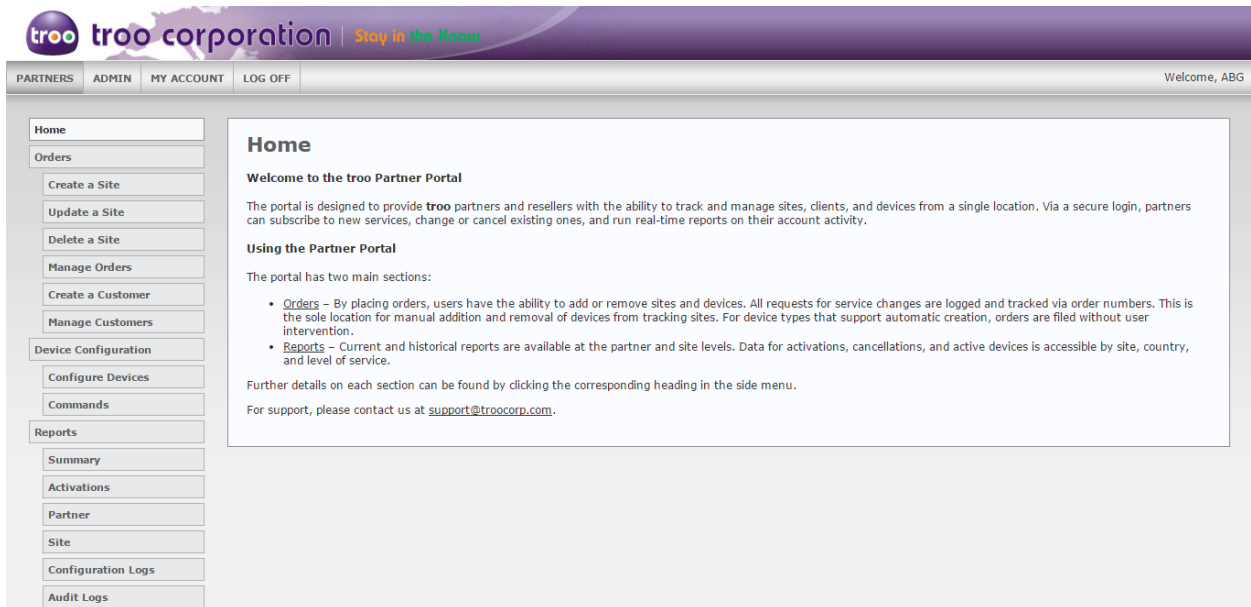 troo troo corporation | Stay in the Know
PARTNERS ADMIN MY ACCOUNT LOG OFF Welcome, ABG
Home
Orders
Create a Site
Update a Site
Delete a Site
Manage Orders
Create a Customer
Manage Customers
Device Configuration
Configure Devices
Commands
Reports
Summary
Activations
Partner
Site
Configuration Logs
Audit Logs
Home
Welcome to the troo Partner Portal
The portal is designed to provide troo partners and resellers with the ability to track and manage sites, clients, and devices from a single location. Via a secure login, partners
can subscribe to new services, change or cancel existing ones, and run real-time reports on their account activity.
Using the Partner Portal
The portal has two main sections:
• Orders – By placing orders, users have the ability to add or remove sites and devices. All requests for service changes are logged and tracked via order numbers. This is
the sole location for manual addition and removal of devices from tracking sites. For device types that support automatic creation, orders are filed without user
intervention.
• Reports – Current and historical reports are available at the partner and site levels. Data for activations, cancellations, and active devices is accessible by site, country,
and level of service.
Further details on each section can be found by clicking the corresponding heading in the side menu.
For support, please contact us at support@troocorp.com.